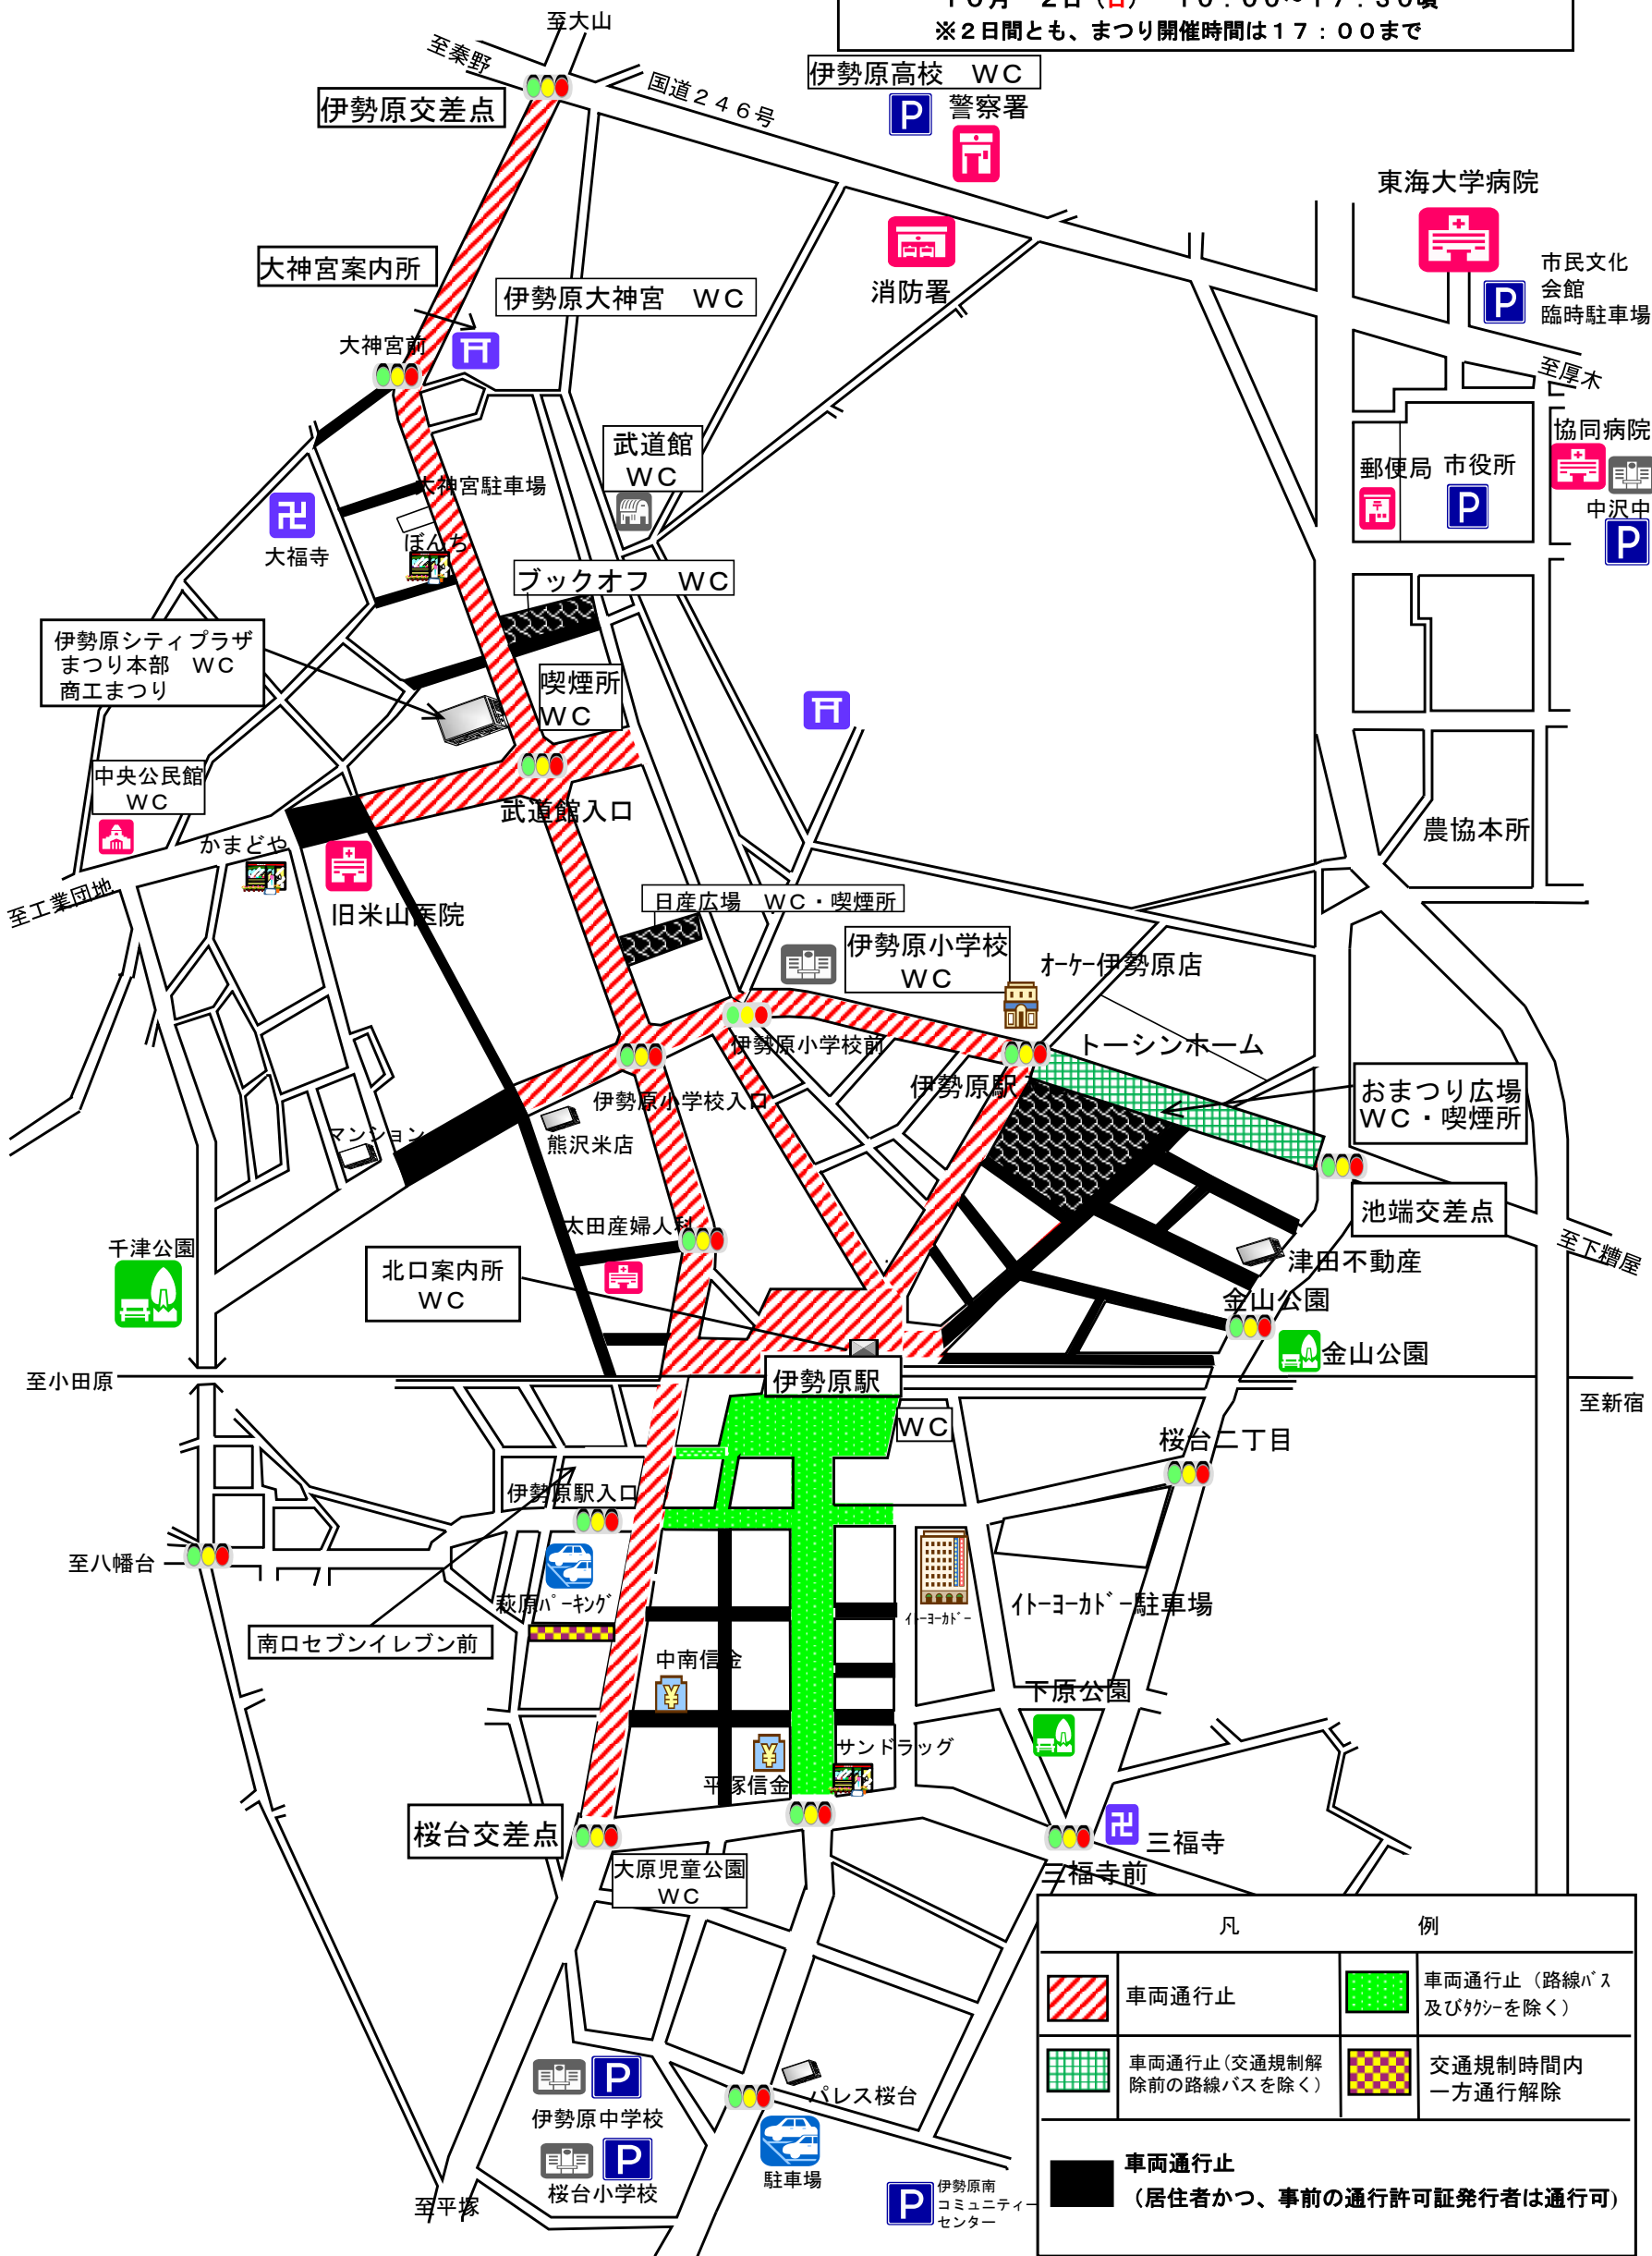 １０月　２日（日）　１０：００～１７：３０頃
※２日間とも、まつり開催時間は１７：００まで
至大山
至秦野
国道２４６号
伊勢原高校　ＷＣ
P
警察署
伊勢原交差点
東海大学病院
大神宮案内所
伊勢原大神宮　ＷＣ
消防署
市民文化
会館
臨時駐車場
P
大神宮前
至厚木
武道館
ＷＣ
協同病院
郵便局
市役所
P
中沢中
P
大神宮駐車場
ぼんち
大福寺
ブックオフ　ＷＣ
伊勢原シティプラザ
まつり本部　ＷＣ
商工まつり
喫煙所
ＷＣ
中央公民館
ＷＣ
武道館入口
かまどや
農協本所
至工業団地
旧米山医院
日産広場　ＷＣ・喫煙所
伊勢原小学校
ＷＣ
ｵｰｹｰ伊勢原店
伊勢原小学校前
トーシンホーム
伊勢原駅入
おまつり広場
ＷＣ・喫煙所
伊勢原小学校入口
マンション
熊沢米店
太田産婦人科
池端交差点
千津公園
北口案内所
ＷＣ
津田不動産
至下糟屋
金山公園
金山公園
至小田原
伊勢原駅
至新宿
ＷＣ
桜台二丁目
伊勢原駅入口
至八幡台
萩原ﾊﾟｰｷﾝｸﾞ
ｲﾄｰﾖｰｶﾄﾞｰ
ｲﾄｰﾖｰｶﾄﾞｰ駐車場
南口セブンイレブン前
中南信金
¥
下原公園
サンドラッグ
¥
平塚信金
桜台交差点
三福寺
三福寺前
大原児童公園
ＷＣ
凡　例
車両通行止
車両通行止（路線ﾊﾞｽ
及びﾀｸｼｰを除く）
車両通行止(交通規制解
除前の路線バスを除く)
交通規制時間内
一方通行解除
車両通行止
（居住者かつ、事前の通行許可証発行者は通行可)
P
伊勢原中学校
パレス桜台
P
桜台小学校
駐車場
至平塚
P
伊勢原南
コミュニティー
センター